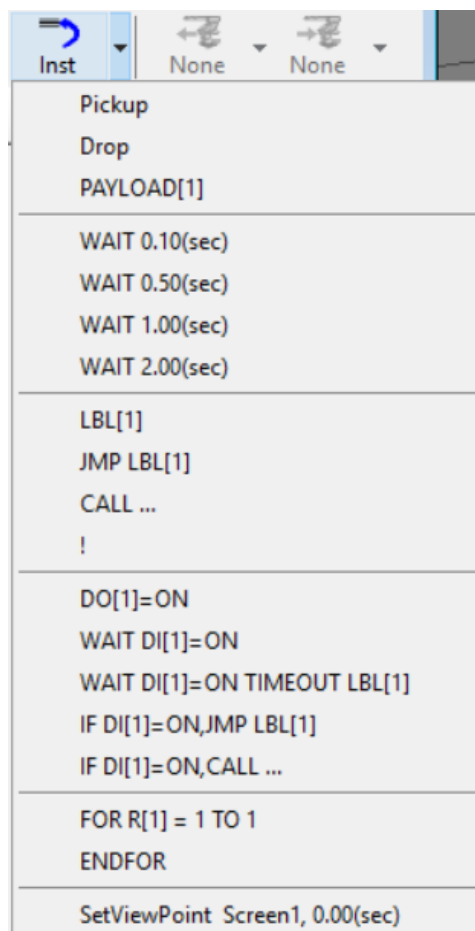 Inst None None
Pickup
Drop
PAYLOAD[1]
WAIT 0.10(sec)
WAIT 0.50(sec)
WAIT 1.00(sec)
WAIT 2.00(sec)
LBL[1]
JMP LBL[1]
CALL ...
!
DO[1]=ON
WAIT DI[1]=ON
WAIT DI[1]=ON TIMEOUT LBL[1]
IF DI[1]=ON,JMP LBL[1]
IF DI[1]=ON,CALL ...
FOR R[1] = 1 TO 1
ENDFOR
SetViewPoint  Screen1, 0.00(sec)